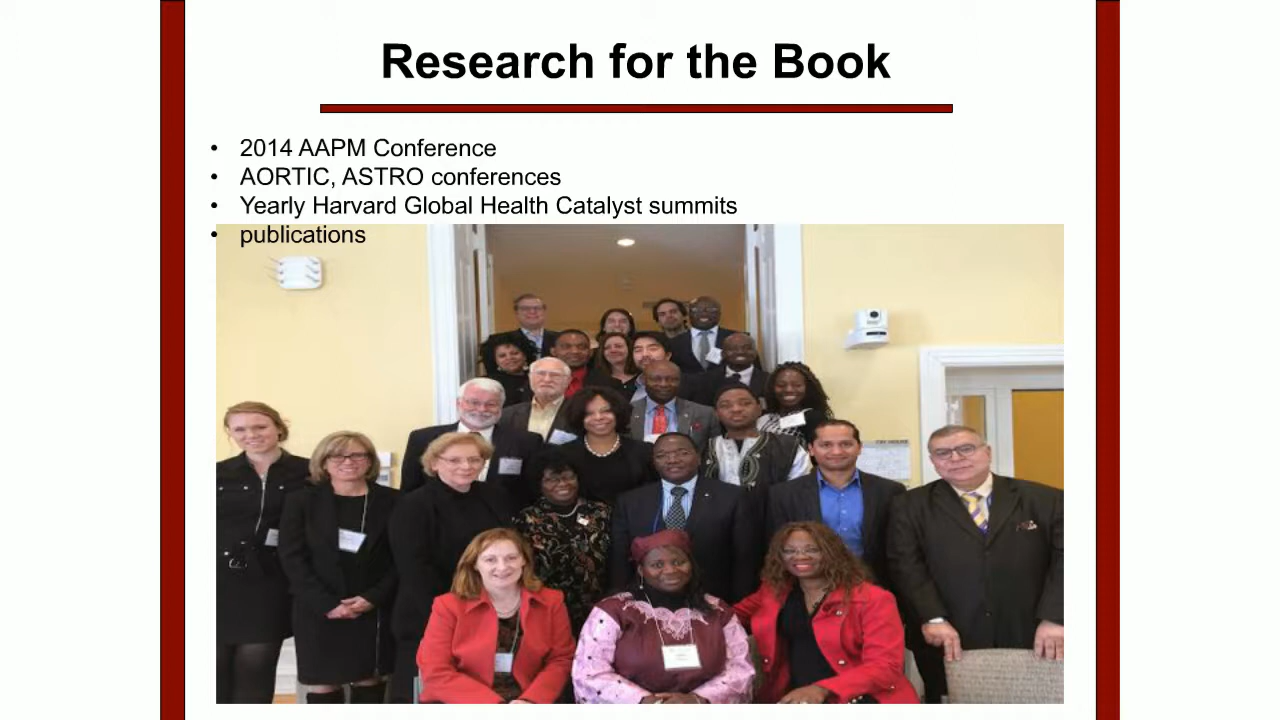 Research for the Book
• 2014 AAPM Conference
• AORTIC, ASTRO conferences
• Yearly Harvard Global Health Catalyst summits
• publications